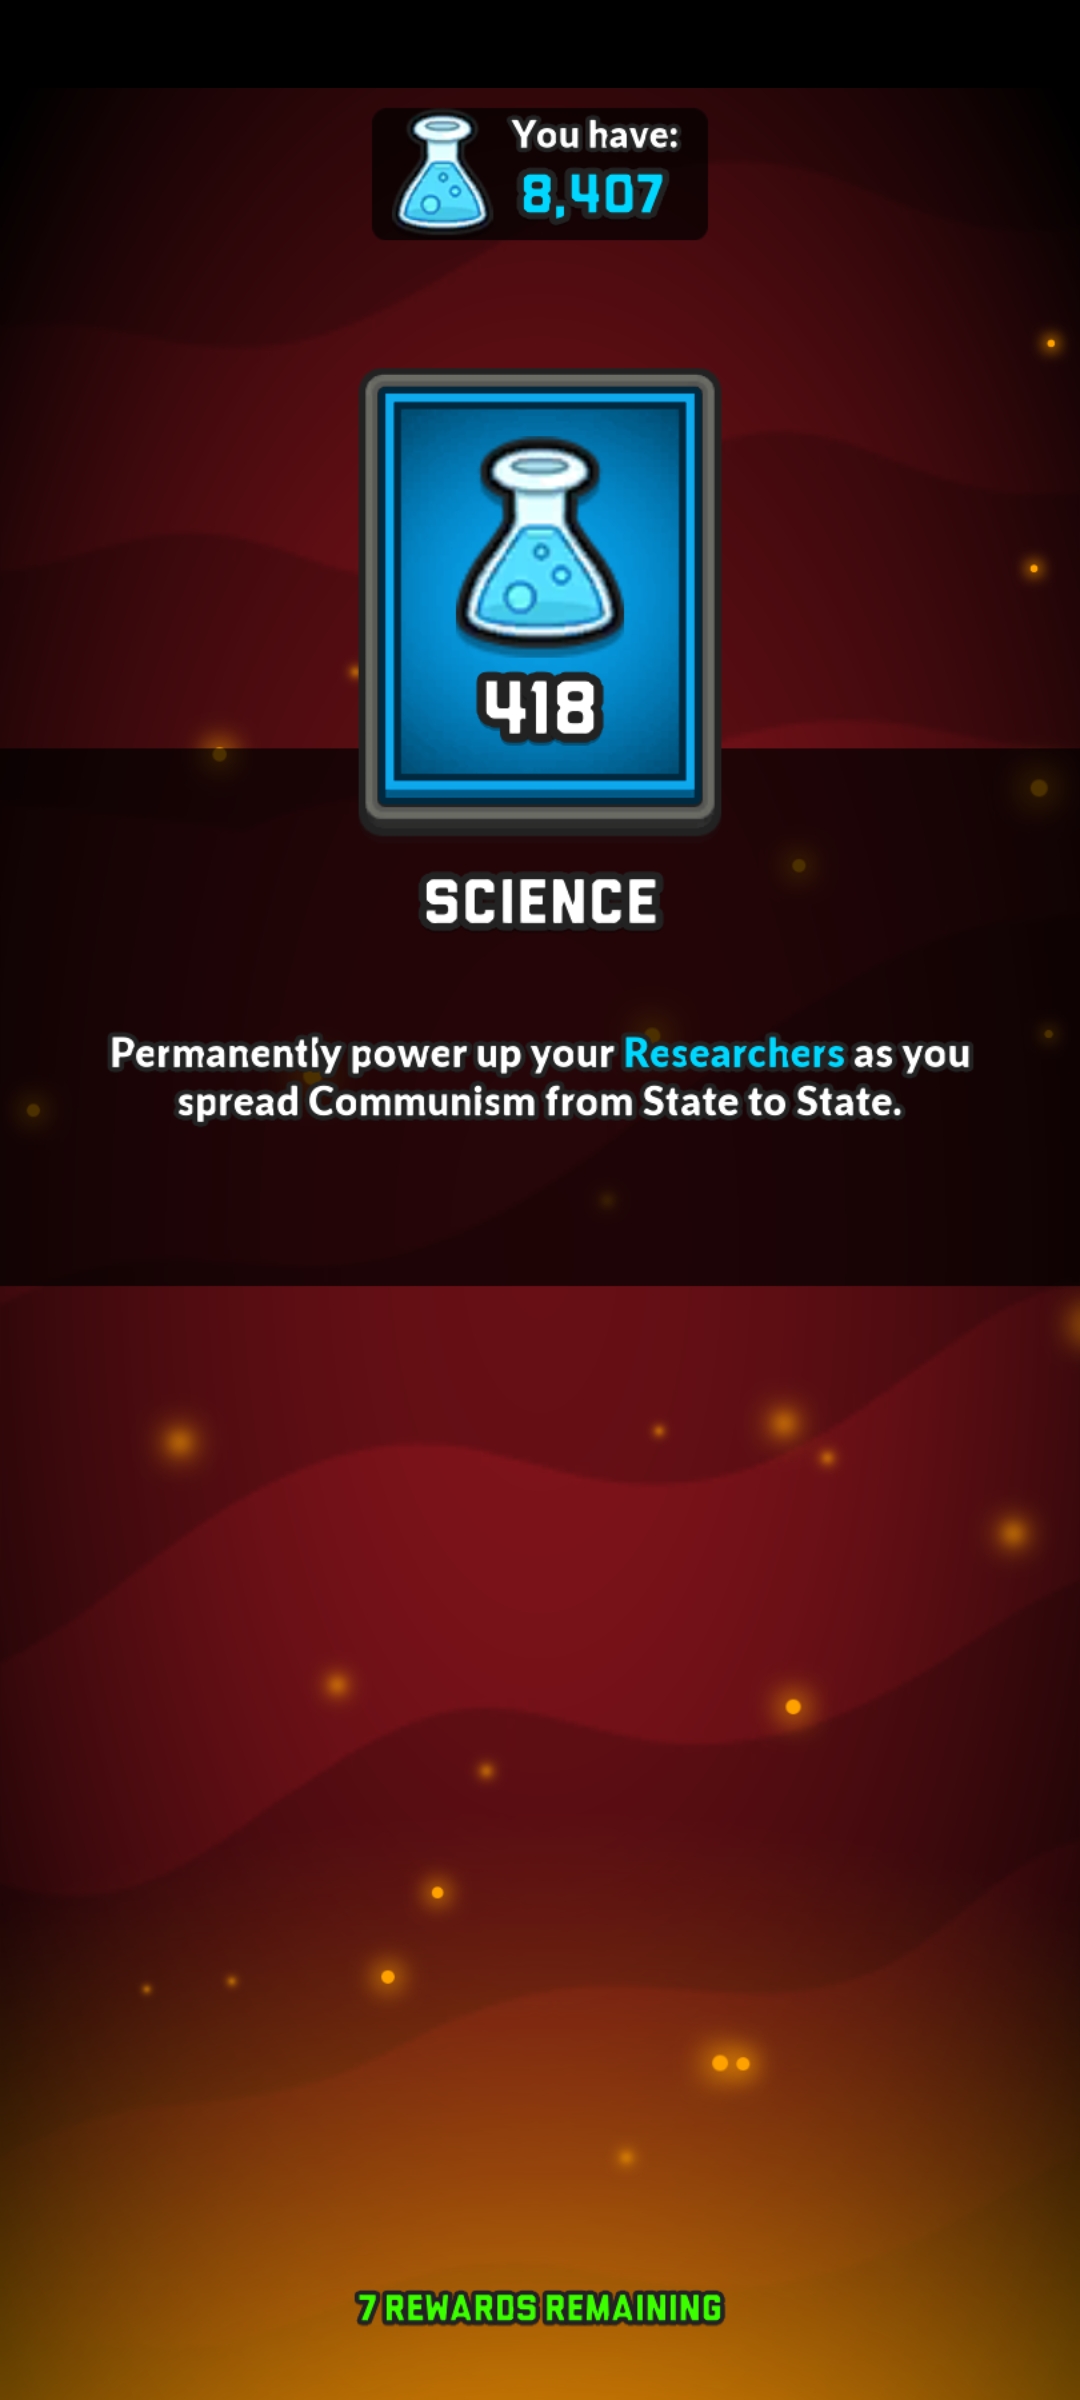 You have:
8,407
418
SCIENCE
Permanently power up your Researchers as you
spread Communism from State to State.
7 REWARDS REMAINING